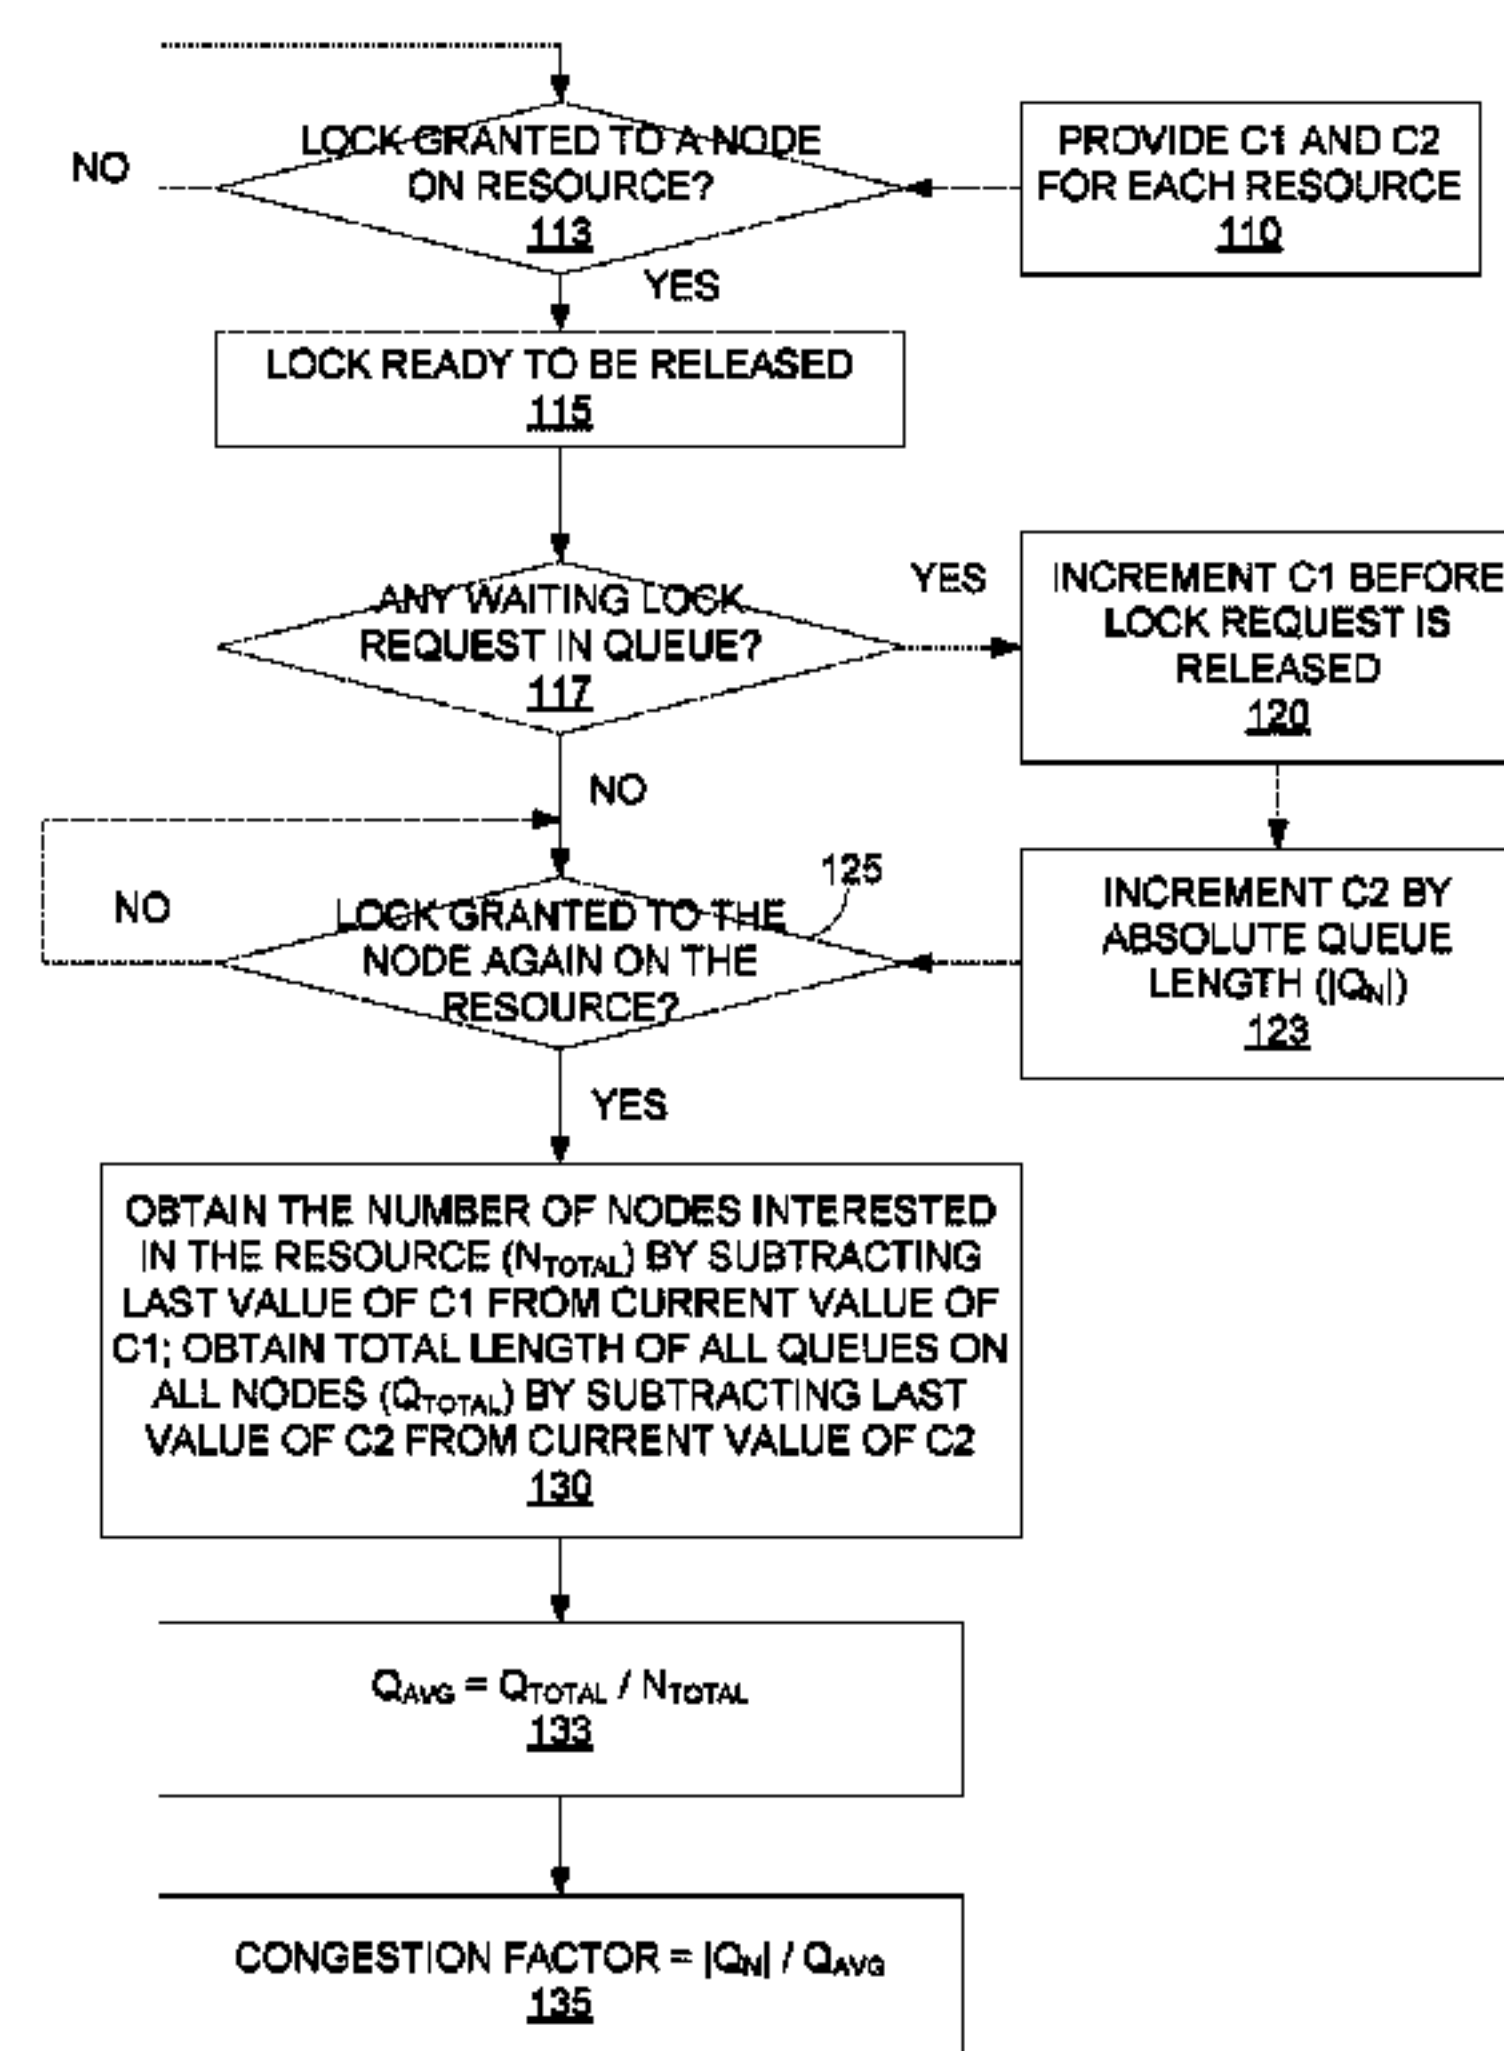 LOCK GRANTED TO A NODE
ON RESOURCE?
113
NO
YES
PROVIDE C1 AND C2
FOR EACH RESOURCE
110
LOCK READY TO BE RELEASED
115
ANY WAITING LOCK
REQUEST IN QUEUE?
117
YES
NO
INCREMENT C1 BEFORE
LOCK REQUEST IS
RELEASED
120
INCREMENT C2 BY
ABSOLUTE QUEUE
LENGTH (|QN|)
123
125
LOCK GRANTED TO THE
NODE AGAIN ON THE
RESOURCE?
NO
YES
OBTAIN THE NUMBER OF NODES INTERESTED
IN THE RESOURCE (NTOTAL) BY SUBTRACTING
LAST VALUE OF C1 FROM CURRENT VALUE OF
C1; OBTAIN TOTAL LENGTH OF ALL QUEUES ON
ALL NODES (QTOTAL) BY SUBTRACTING LAST
VALUE OF C2 FROM CURRENT VALUE OF C2
130
QAVG = QTOTAL / NTOTAL
133
CONGESTION FACTOR = |QN| / QAVG
135